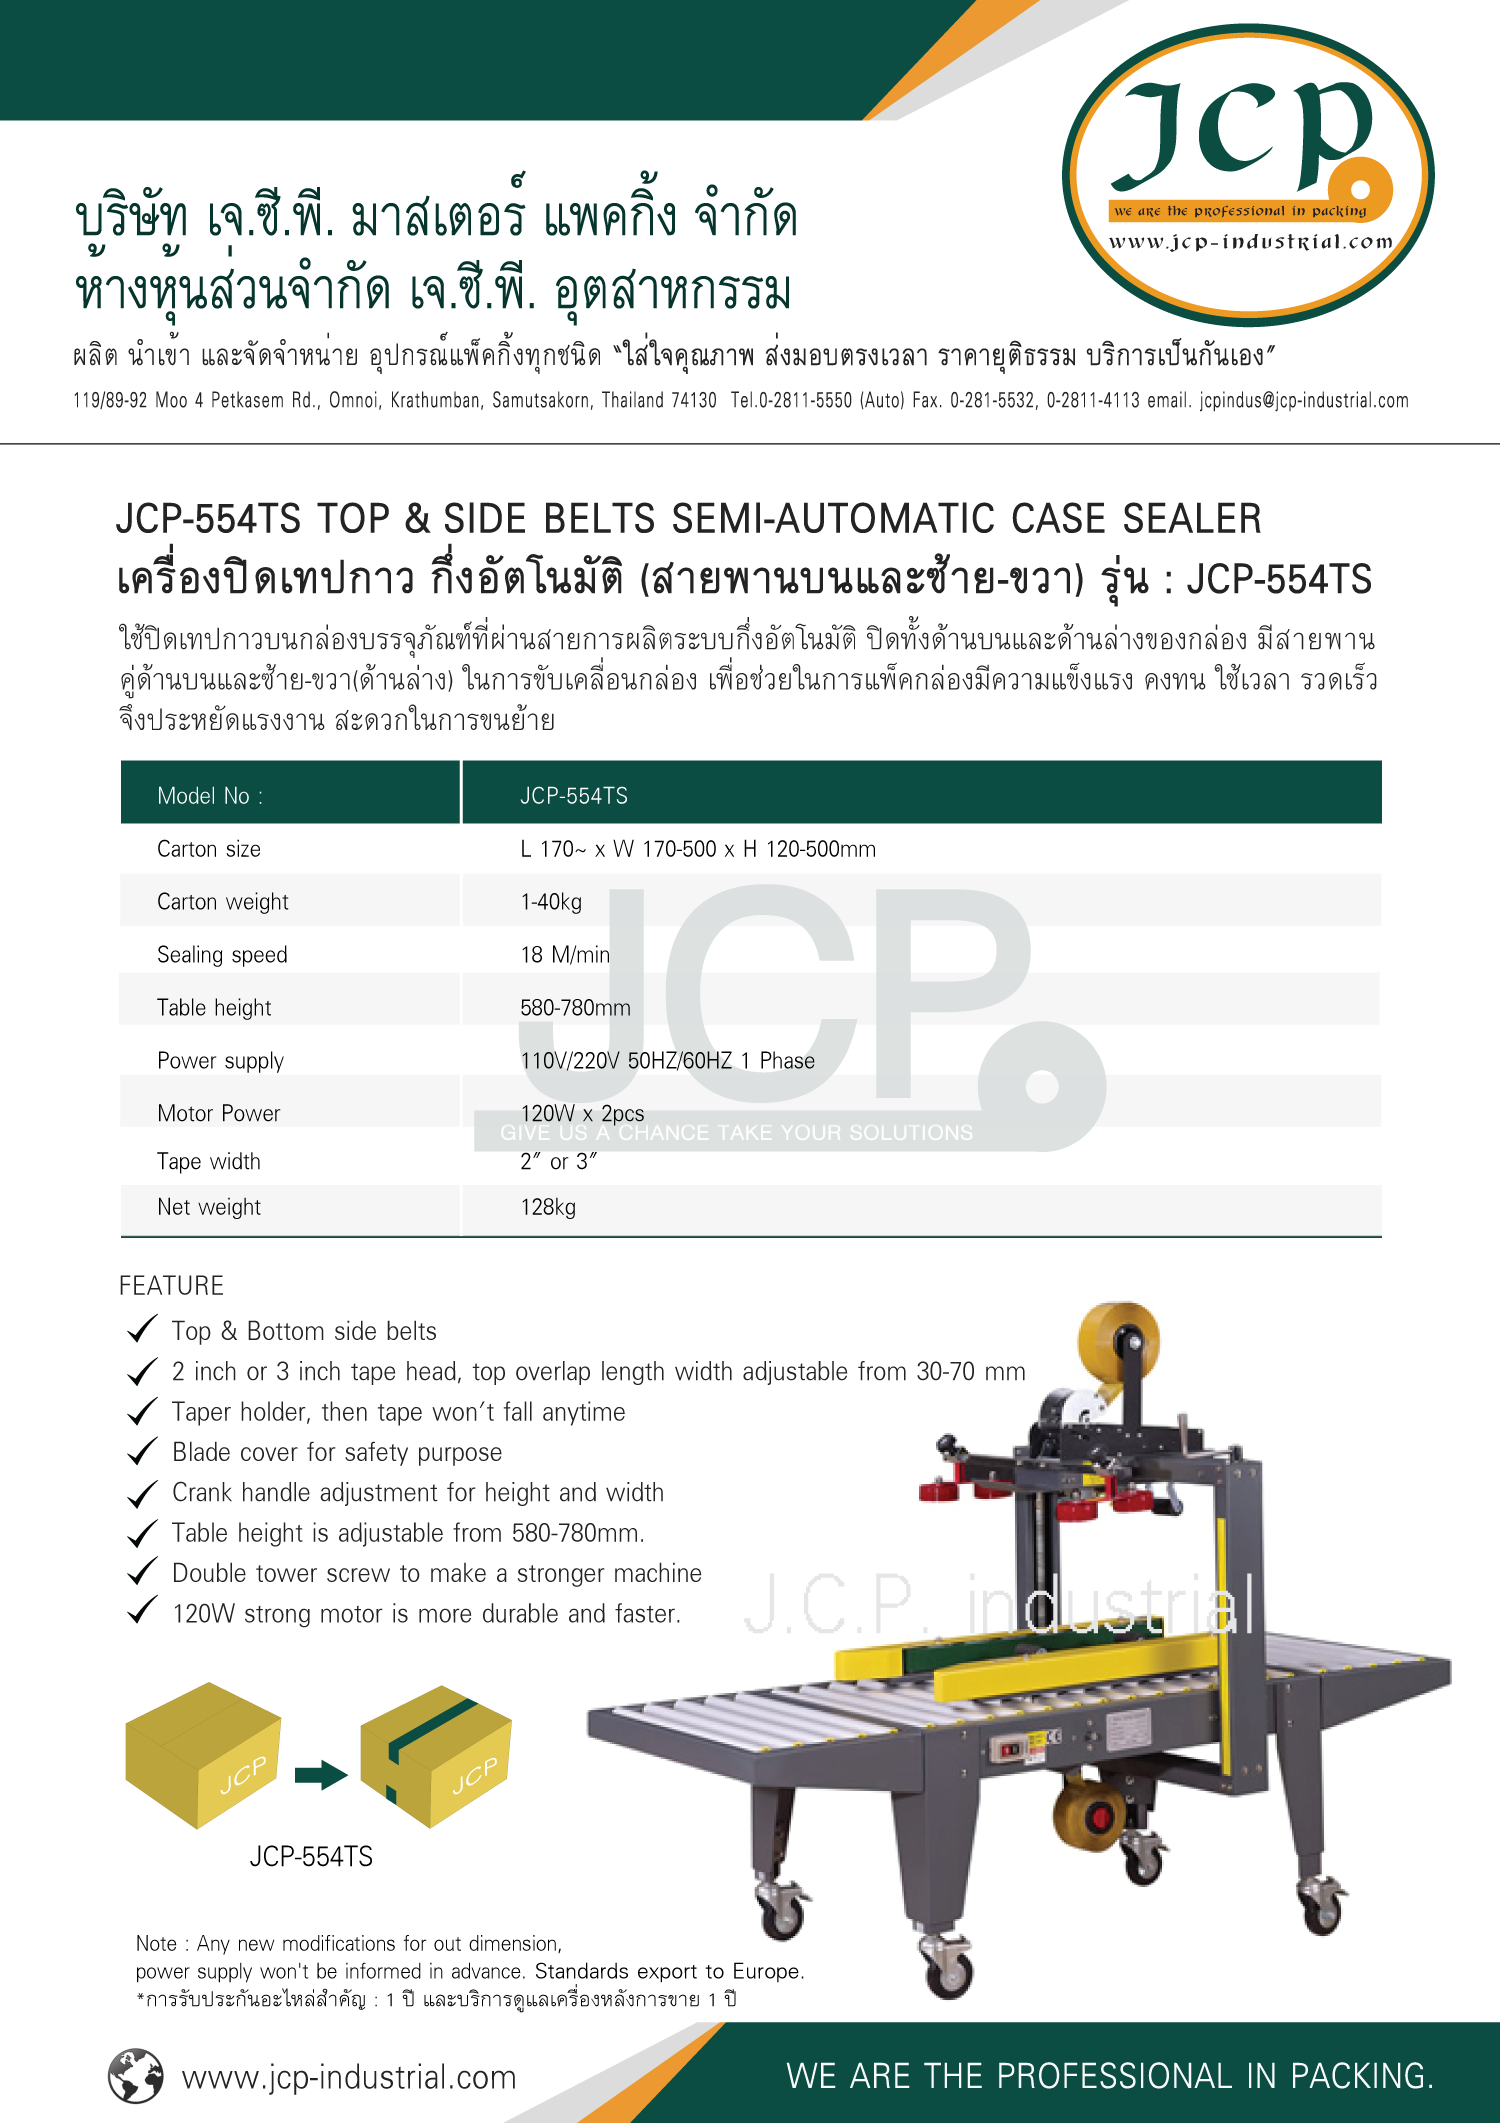 JCP
we are the professional in packing
www.jcp-industrial.com
บริษัท เจ.ซี.พี. มาสเตอร์ แพคกิ้ง จำกัด
ห้างหุ้นส่วนจำกัด เจ.ซี.พี. อุตสาหกรรม
ผลิต นำเข้า และจัดจำหน่าย อุปกรณ์แพ็คกิ้งทุกชนิด “ใส่ใจคุณภาพ ส่งมอบตรงเวลา ราคายุติธรรม บริการเป็นกันเอง”
119/89-92 Moo 4 Petkasem Rd., Omnoi, Krathumban, Samutsakorn, Thailand 74130 Tel.0-2811-5550 (Auto) Fax. 0-281-5532, 0-2811-4113 email. jcpindus@jcp-industrial.com
JCP-554TS TOP & SIDE BELTS SEMI-AUTOMATIC CASE SEALER
เครื่องปิดเทปกาว กึ่งอัตโนมัติ (สายพานบนและซ้าย-ขวา) รุ่น : JCP-554TS
ใช้ปิดเทปกาวบนกล่องบรรจุภัณฑ์ที่ผ่านสายการผลิตระบบกึ่งอัตโนมัติ ปิดทั้งด้านบนและด้านล่างของกล่อง มีสายพาน
คู่ด้านบนและซ้าย-ขวา(ด้านล่าง) ในการขับเคลื่อนกล่อง เพื่อช่วยในการแพ็คกล่องมีความแข็งแรง คงทน ใช้เวลา รวดเร็ว
จึงประหยัดแรงงาน สะดวกในการขนย้าย
Model No : JCP-554TS
Carton size L 170~ x W 170-500 x H 120-500mm
Carton weight 1-40kg
Sealing speed 18 M/min
Table height 580-780mm
Power supply 110V/220V 50HZ/60HZ 1 Phase
Motor Power 120W x 2pcs
JCP
GIVE US A CHANCE TAKE YOUR SOLUTIONS
Tape width 2″ or 3″
Net weight 128kg
FEATURE
Top & Bottom side belts
2 inch or 3 inch tape head, top overlap length width adjustable from 30-70 mm
Taper holder, then tape won′t fall anytime
Blade cover for safety purpose
Crank handle adjustment for height and width
Table height is adjustable from 580-780mm.
Double tower screw to make a stronger machine
120W strong motor is more durable and faster.
J.C.P. industrial
JCP
JCP
JCP-554TS
Note : Any new modifications for out dimension,
power supply won't be informed in advance. Standards export to Europe.
*การรับประกันอะไหล่สำคัญ : 1 ปี และบริการดูแลเครื่องหลังการขาย 1 ปี
www.jcp-industrial.com
WE ARE THE PROFESSIONAL IN PACKING.